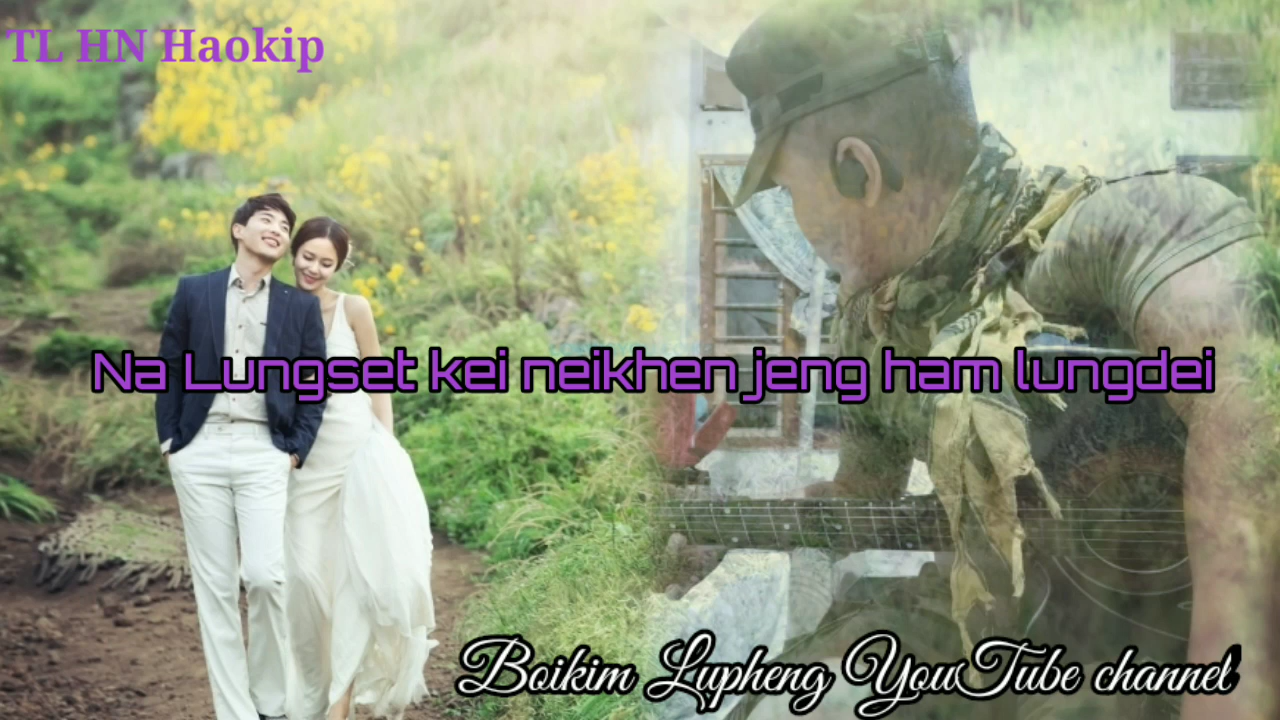 TL HN Haokip
Na Lungset kei neikhen jeng ham lungdei
Boikim Lupheng YouTube channel